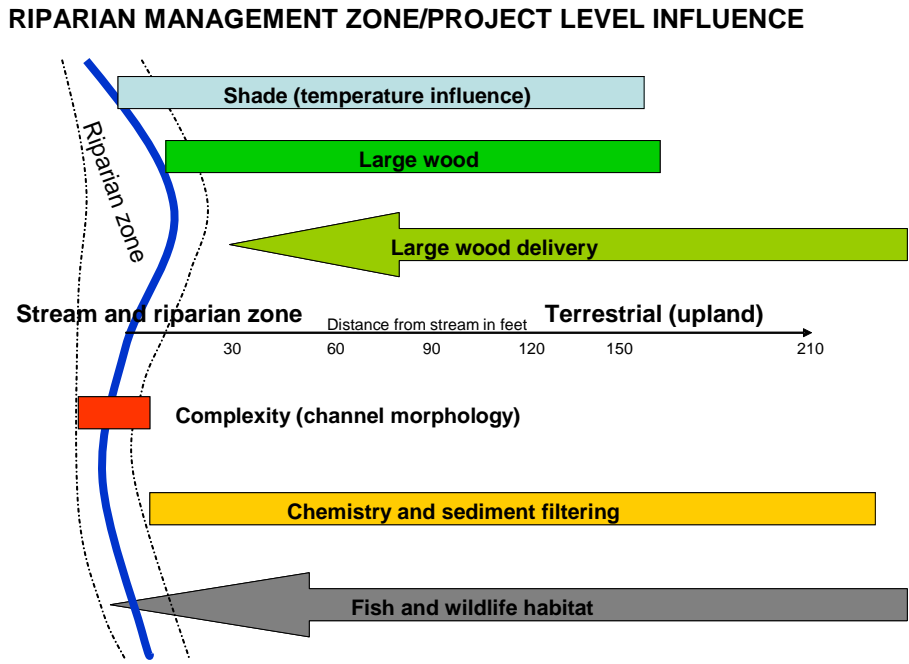 RIPARIAN MANAGEMENT ZONE/PROJECT LEVEL INFLUENCE
Shade (temperature influence)
Riparian zone
Large wood
Large wood delivery
Stream and riparian zone
Terrestrial (upland)
Distance from stream in feet
30 60 90 120 150 210
Complexity (channel morphology)
Chemistry and sediment filtering
Fish and wildlife habitat